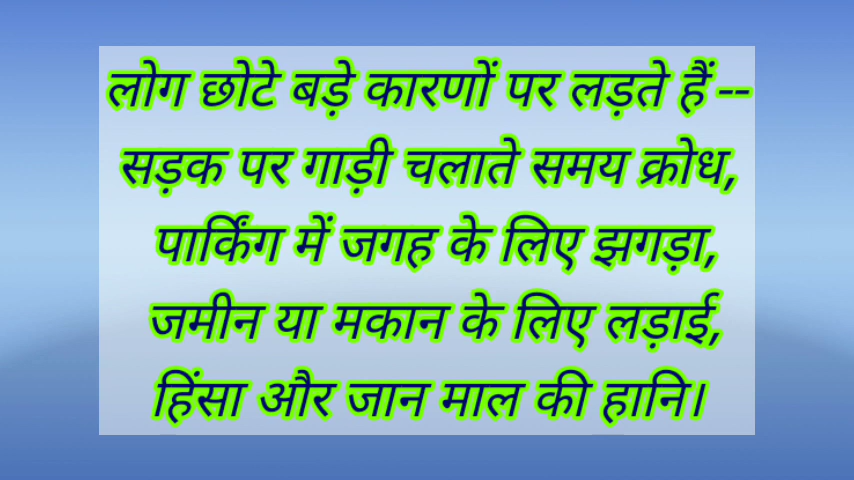 लोग छोटे बड़े कारणों पर लड़ते हैं --
सड़क पर गाड़ी चलाते समय क्रोध,
पार्किंग में जगह के लिए झगड़ा,
जमीन या मकान के लिए लड़ाई,
हिंसा और जान माल की हानि।